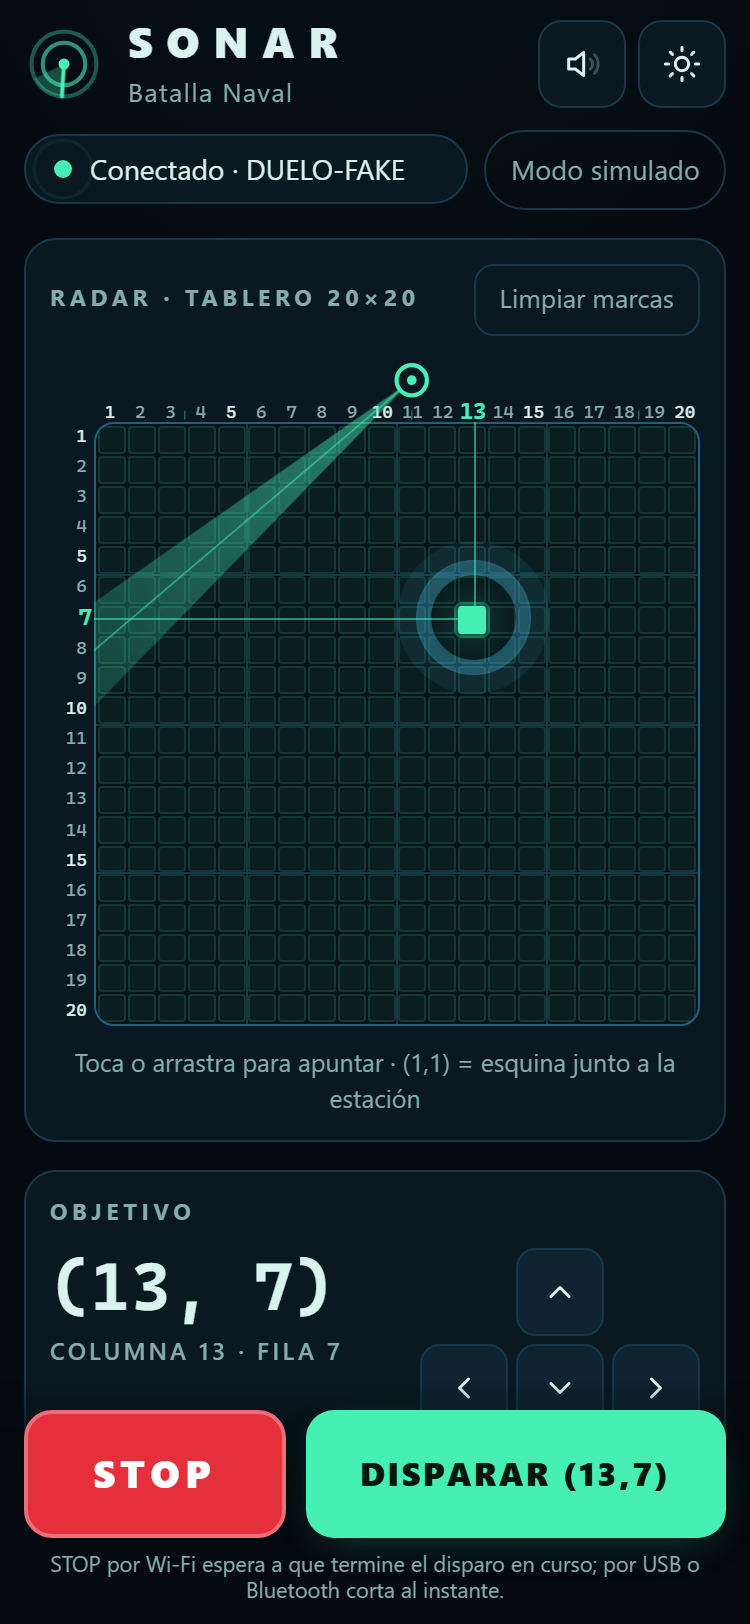 SONAR
Batalla Naval
Conectado · DUELO-FAKE
Modo simulado
RADAR · TABLERO 20×20
Limpiar marcas
1 2 3 4 5 6 7 8 9 10 11 12 13 14 15 16 17 18 19 20
1
2
3
4
5
6
7
8
9
10
11
12
13
14
15
16
17
18
19
20
Toca o arrastra para apuntar · (1,1) = esquina junto a la
estación
OBJETIVO
(13, 7)
COLUMNA 13 · FILA 7
STOP
DISPARAR (13,7)
STOP por Wi-Fi espera a que termine el disparo en curso; por USB o
Bluetooth corta al instante.